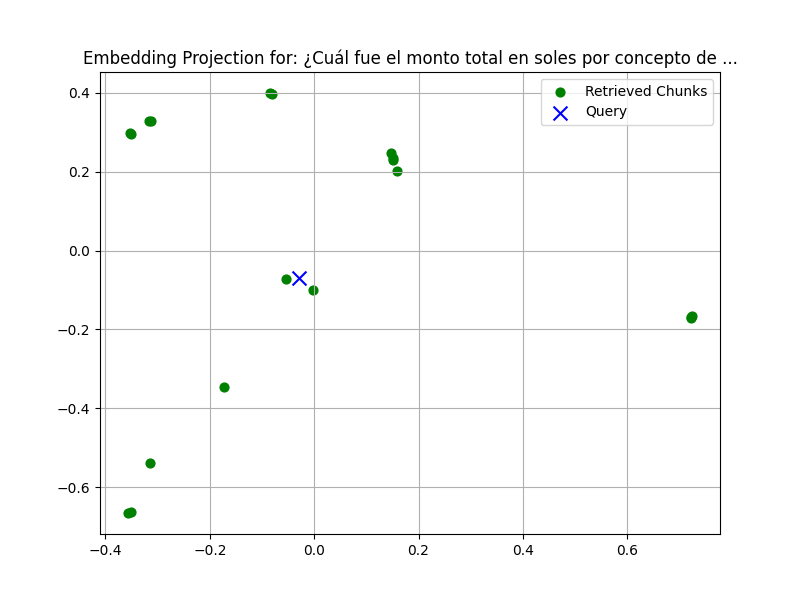 Embedding Projection for: ¿Cuál fue el monto total en soles por concepto de ...
Retrieved Chunks
Query
0.4
0.2
0.0
−0.2
−0.4
−0.6
−0.4 −0.2 0.0 0.2 0.4 0.6